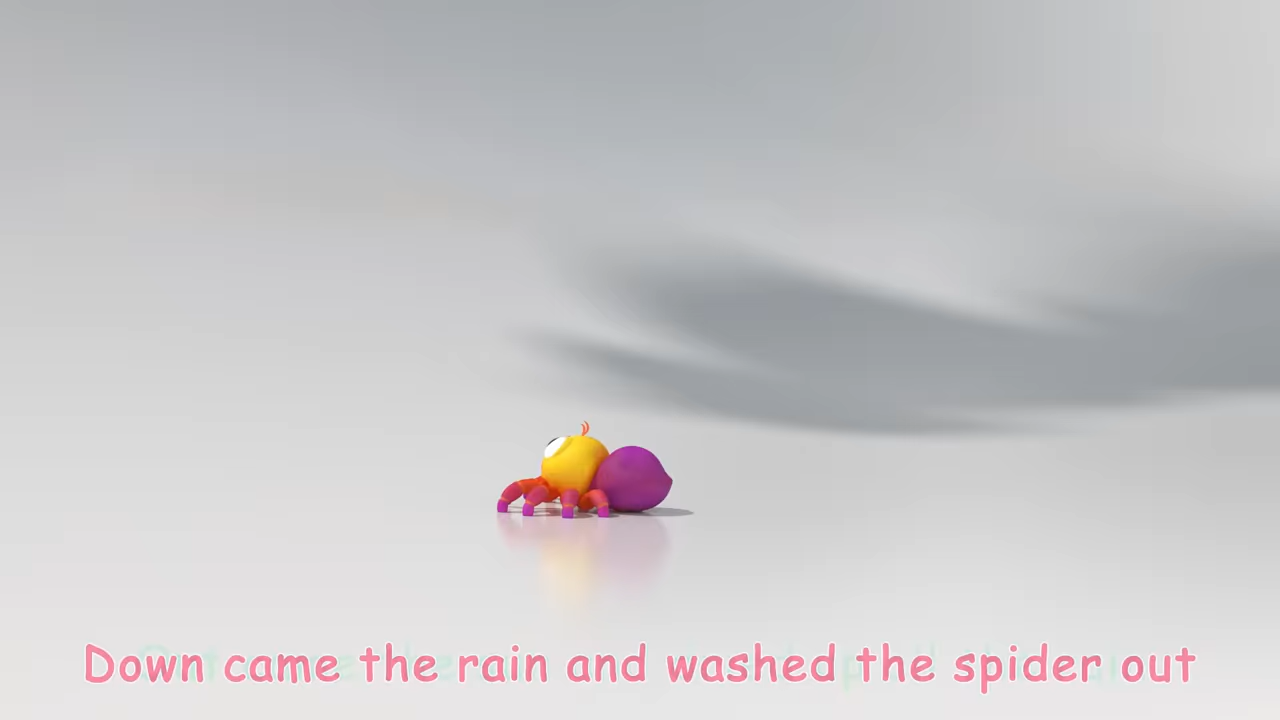 Down came the rain and washed the spider out